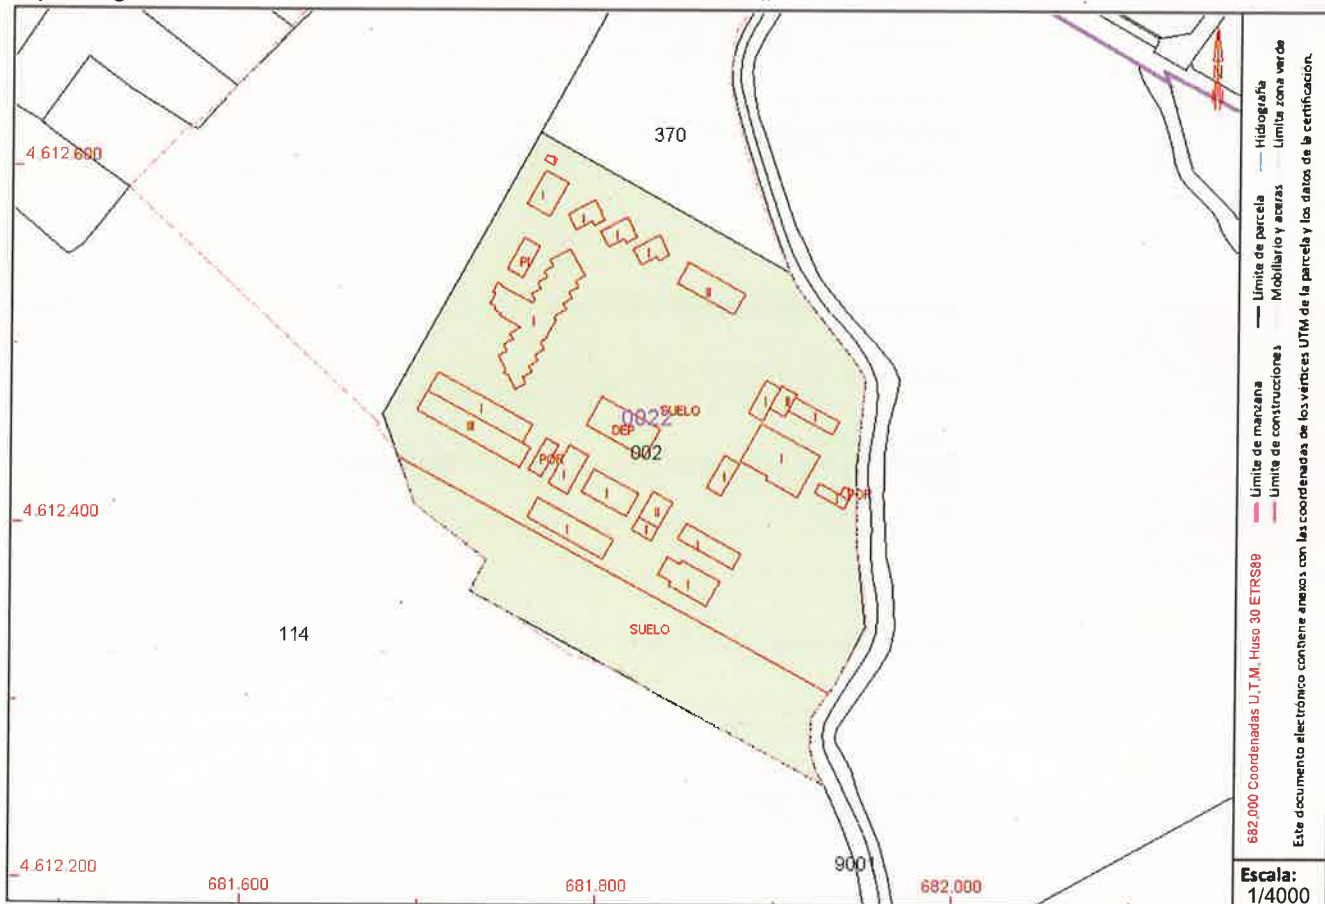 370
4.612.600
I
I
I
I
PI
II
I
I
III
0022
SUELO
DEP
002
POR
I
I
II
I
I
I
I
I
II
I
I
I
POR
4.612.400
SUELO
114
4.612.200
681.600
681.800
682.000
9001
682.000 Coordenadas U.T.M. Huso 30 ETRS89
Límite de manzana
Límite de parcela
Hidrografía
Límite de construcciones
Mobiliario y aceras
Límite zona verde
Este documento electrónico contiene anexos con las coordenadas de los vértices UTM de la parcela y los datos de la certificación.
Escala:
1/4000